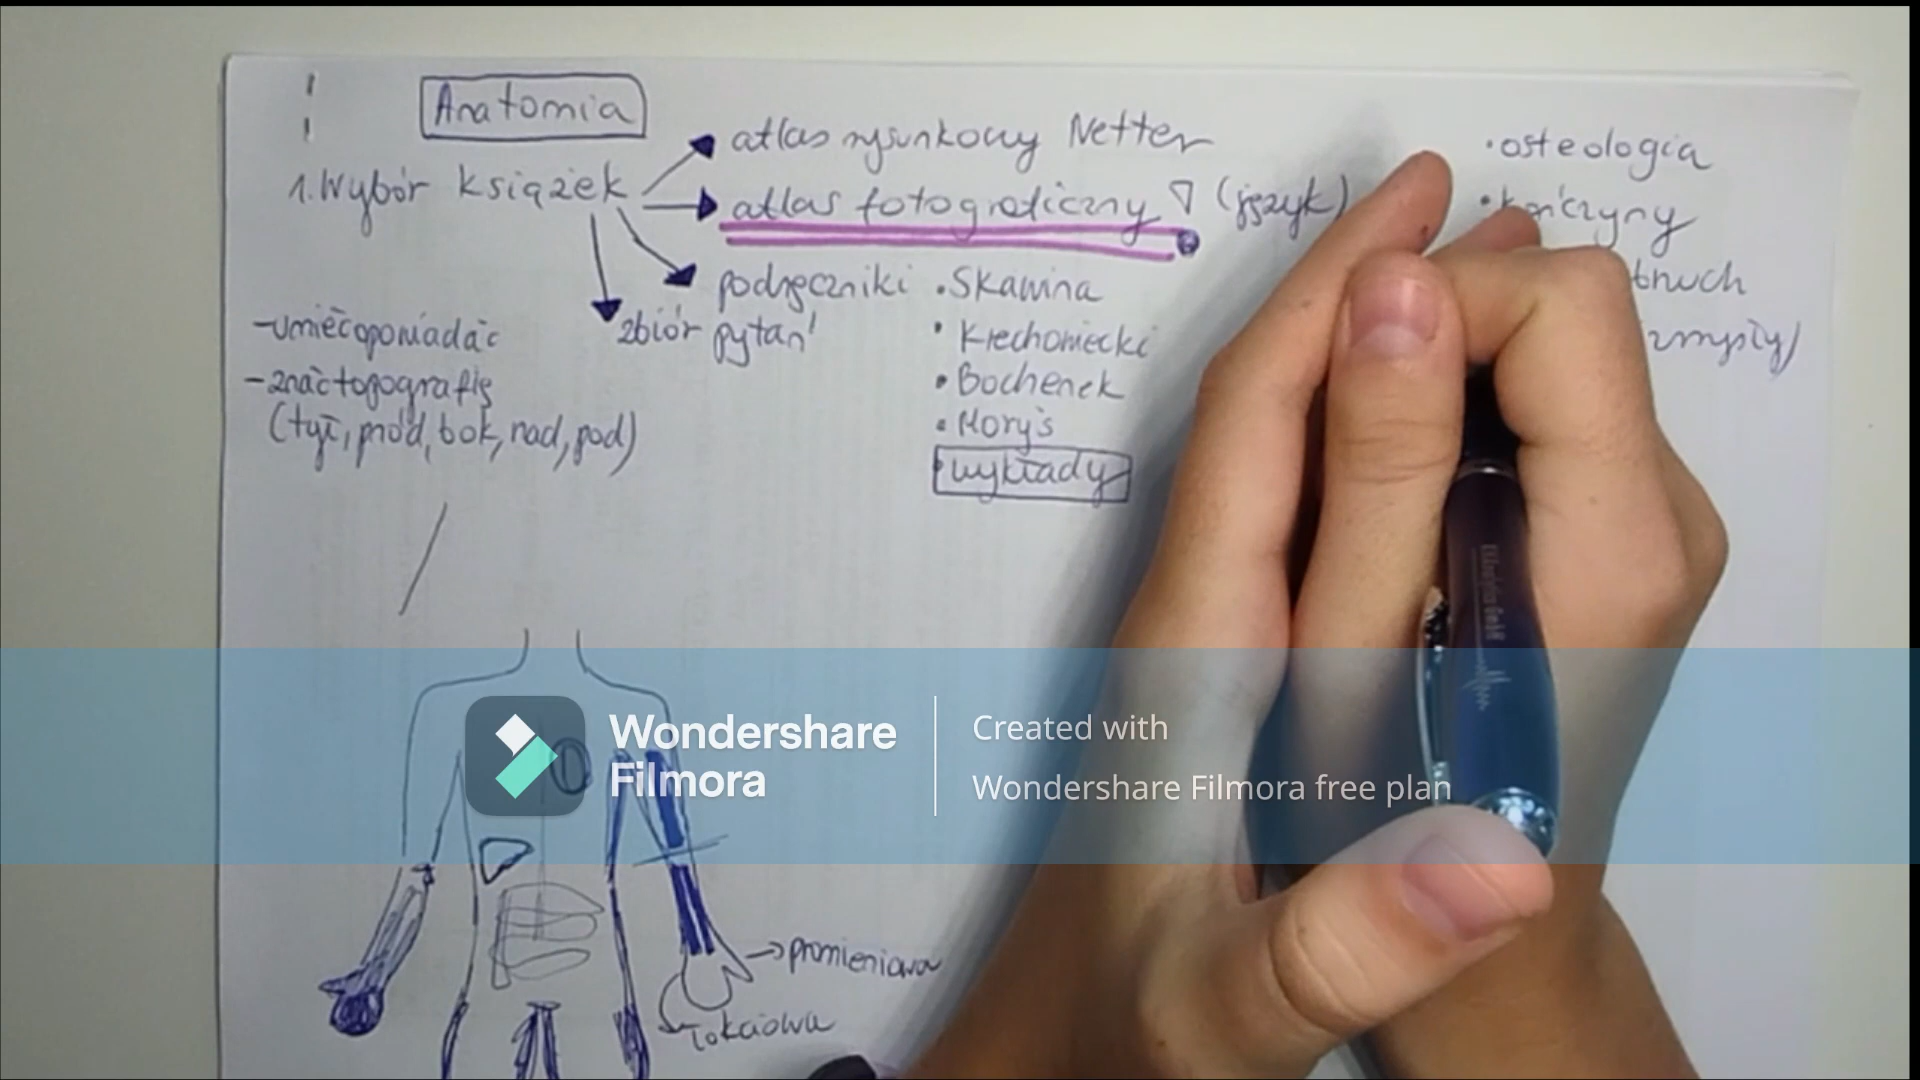 Anatomia
1. Wybór książek
atlas rysunkowy Netter
atlas fotograficzny ∇ (język)
podręczniki
• Skawina
• Krechowiecki
• Bochenek
• Moryś
• wykłady
zbiór pytań
- umieć opowiadać
- znać topografię
(tył, przód, bok, nad, pod)
• osteologia
• kończyny
zmysły)
Wondershare
Filmora
Created with
Wondershare Filmora free plan
→ promieniowa
łokciowa